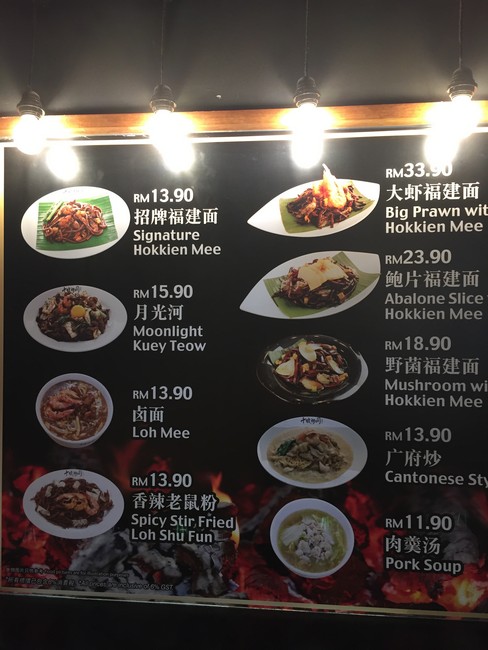 RM13.90
招牌福建面
Signature
Hokkien Mee
RM15.90
月光河
Moonlight
Kuey Teow
RM13.90
卤面
Loh Mee
RM13.90
香辣老鼠粉
Spicy Stir Fried
Loh Shu Fun
RM33.90
大虾福建面
Big Prawn wit
Hokkien Mee
RM23.90
鲍片福建面
Abalone Slice
Hokkien Mee
RM18.90
野菌福建面
Mushroom wi
Hokkien Mee
RM13.90
广府炒
Cantonese Sty
RM11.90
肉羹汤
Pork Soup